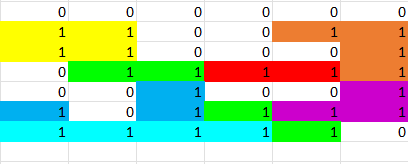 0 0 0 0 0 0
1 1 0 0 1 1
1 1 0 0 0 1
0 1 1 1 1 1
0 0 1 0 0 1
1 0 1 1 1 1
1 1 1 1 1 0